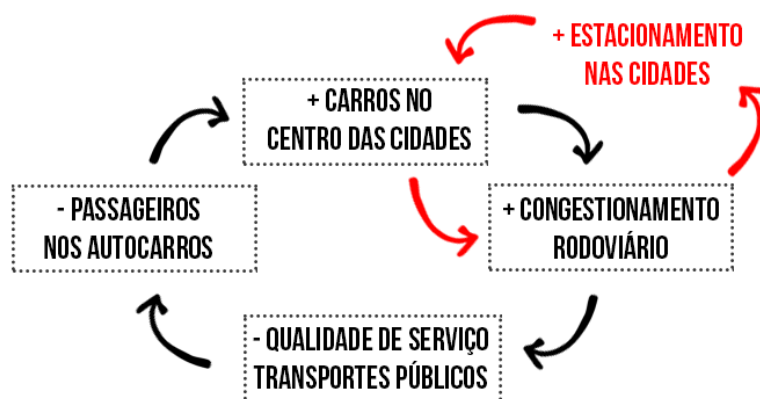 + ESTACIONAMENTO
NAS CIDADES
+ CARROS NO
CENTRO DAS CIDADES
- PASSAGEIROS
NOS AUTOCARROS
+ CONGESTIONAMENTO
RODOVIÁRIO
- QUALIDADE DE SERVIÇO
TRANSPORTES PÚBLICOS